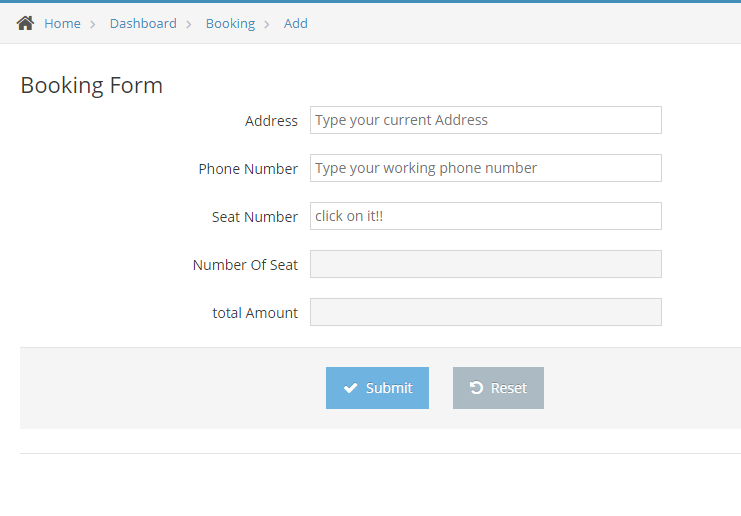 Home > Dashboard > Booking > Add
Booking Form
Address Type your current Address
Phone Number Type your working phone number
Seat Number click on it!!
Number Of Seat
total Amount
Submit Reset